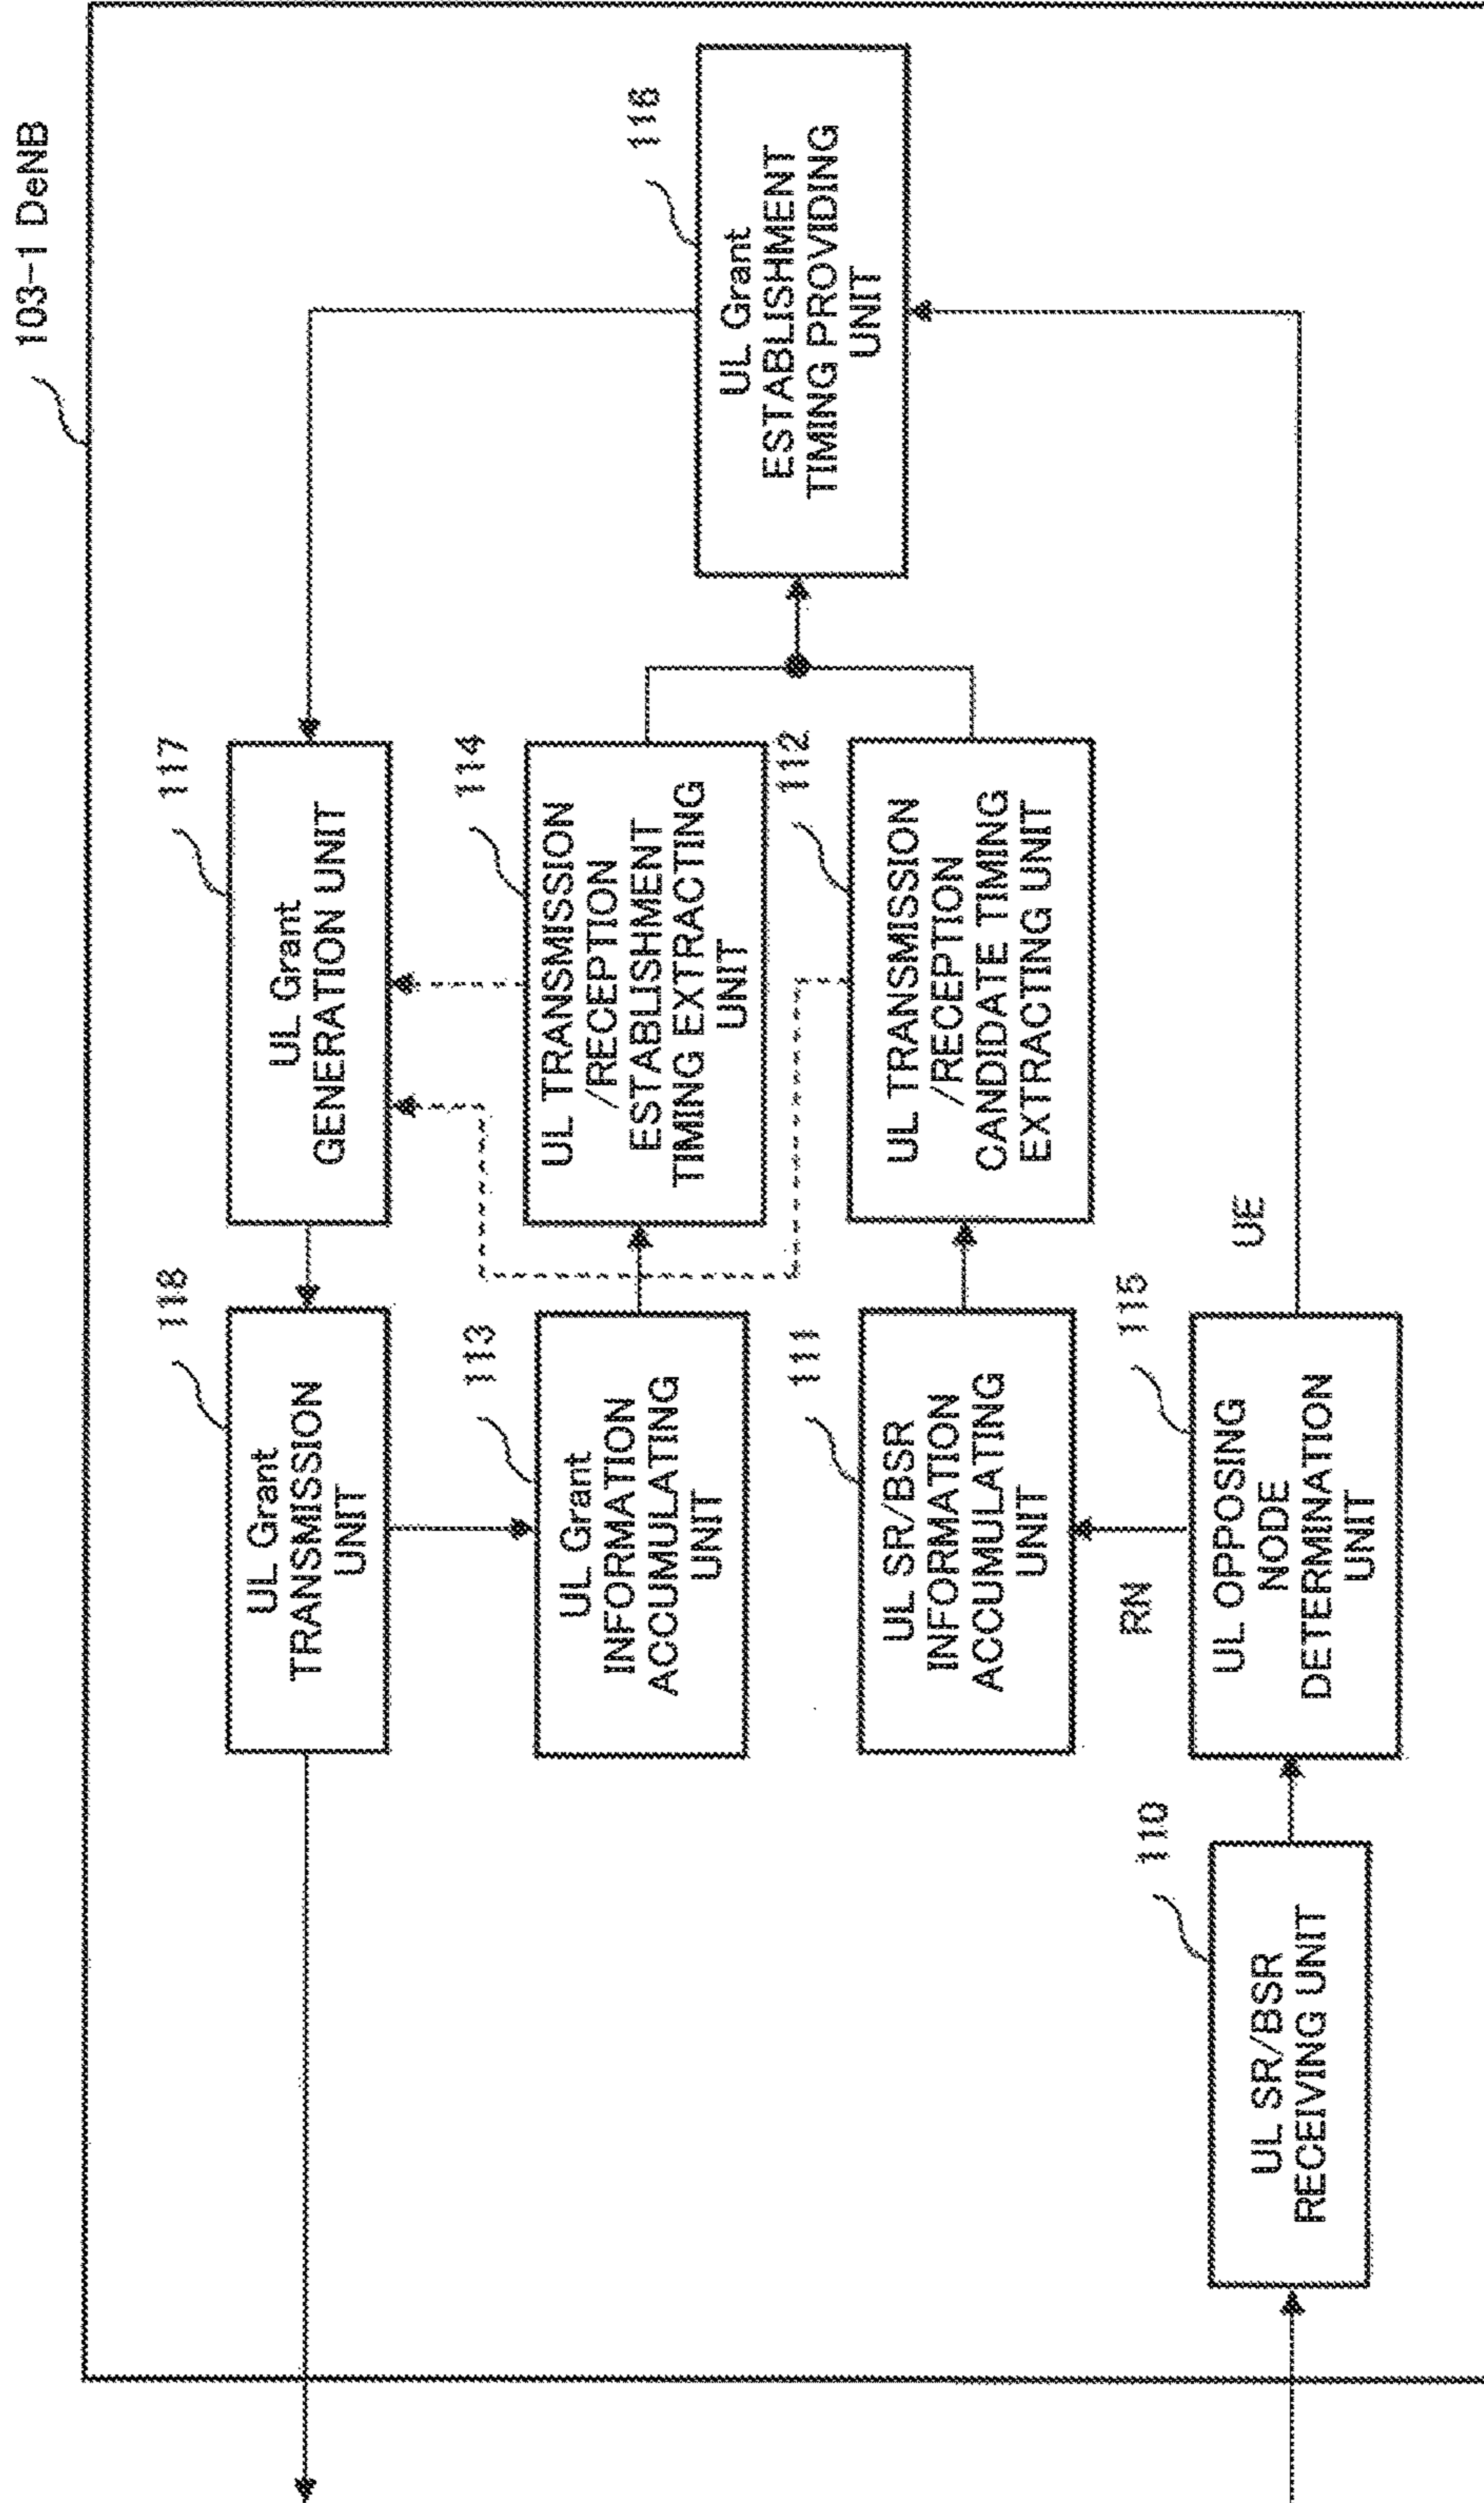 103-1 DeNB
118
UL Grant
TRANSMISSION
UNIT
117
UL Grant
GENERATION UNIT
116
UL Grant
ESTABLISHMENT
TIMING PROVIDING
UNIT
113
UL Grant
INFORMATION
ACCUMULATING
UNIT
114
UL TRANSMISSION
/RECEPTION
ESTABLISHMENT
TIMING EXTRACTING
UNIT
111
UL SR/BSR
INFORMATION
ACCUMULATING
UNIT
112
UL TRANSMISSION
/RECEPTION
CANDIDATE TIMING
EXTRACTING UNIT
RN
UE
110
UL SR/BSR
RECEIVING UNIT
115
UL OPPOSING
NODE
DETERMINATION
UNIT